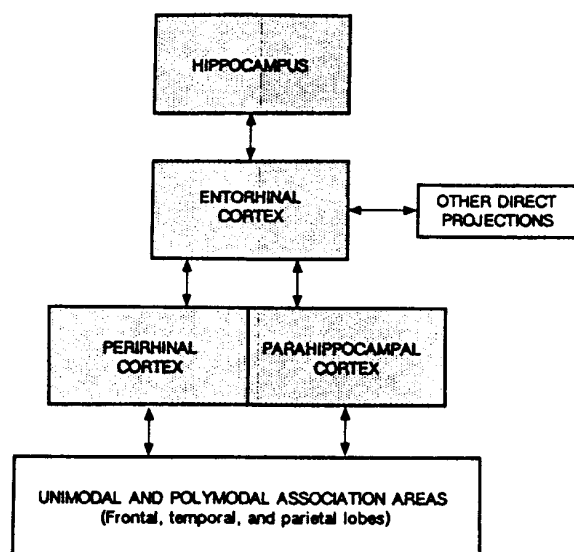 HIPPOCAMPUS
ENTORHINAL
CORTEX
OTHER DIRECT
PROJECTIONS
PERIRHINAL
CORTEX
PARAHIPPOCAMPAL
CORTEX
UNIMODAL AND POLYMODAL ASSOCIATION AREAS
(Frontal, temporal, and parietal lobes)